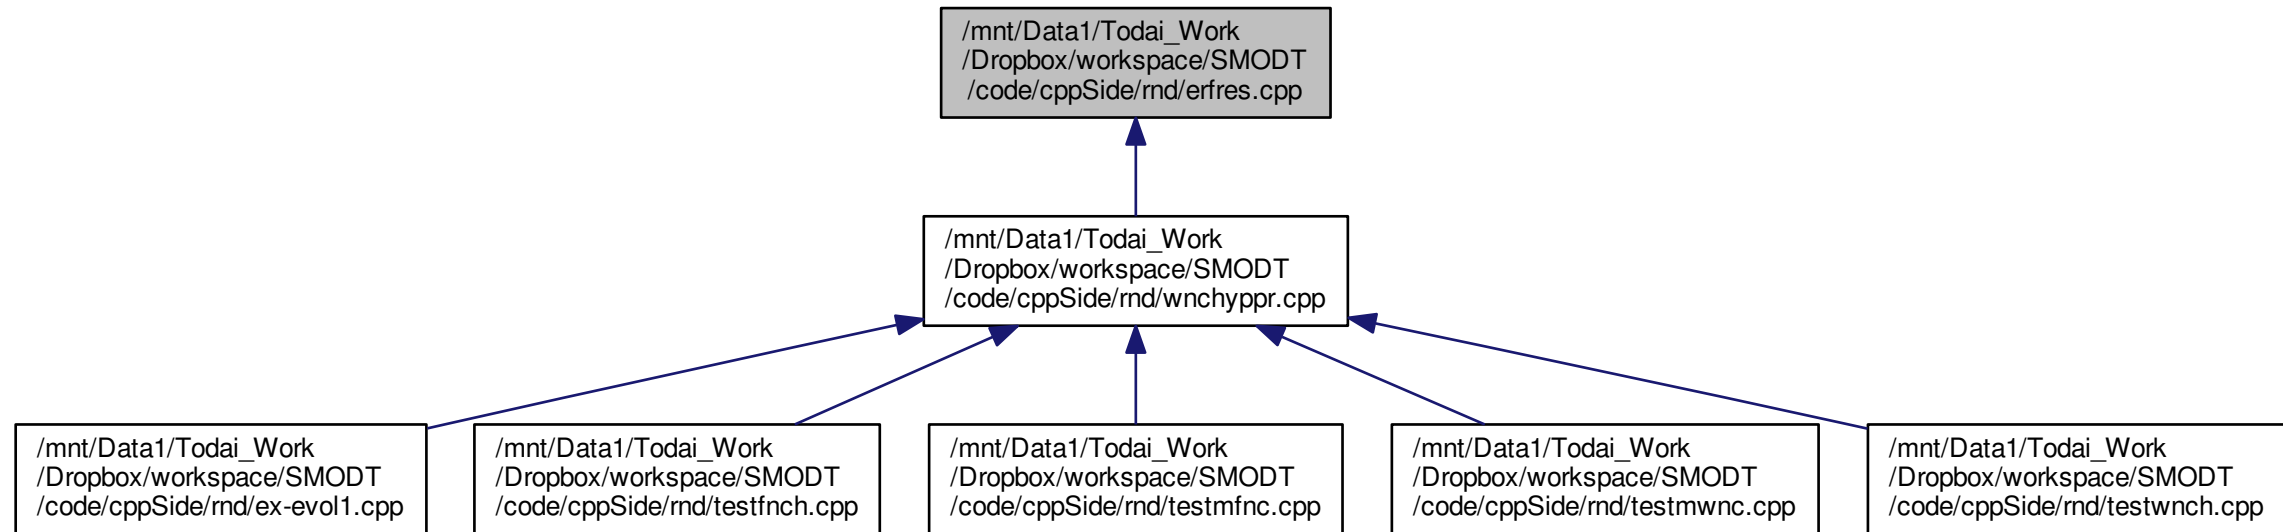 /mnt/Data1/Todai_Work
/Dropbox/workspace/SMODT
/code/cppSide/rnd/erfres.cpp
/mnt/Data1/Todai_Work
/Dropbox/workspace/SMODT
/code/cppSide/rnd/wnchyppr.cpp
/mnt/Data1/Todai_Work
/Dropbox/workspace/SMODT
/code/cppSide/rnd/ex-evol1.cpp
/mnt/Data1/Todai_Work
/Dropbox/workspace/SMODT
/code/cppSide/rnd/testfnch.cpp
/mnt/Data1/Todai_Work
/Dropbox/workspace/SMODT
/code/cppSide/rnd/testmfnc.cpp
/mnt/Data1/Todai_Work
/Dropbox/workspace/SMODT
/code/cppSide/rnd/testmwnc.cpp
/mnt/Data1/Todai_Work
/Dropbox/workspace/SMODT
/code/cppSide/rnd/testwnch.cpp